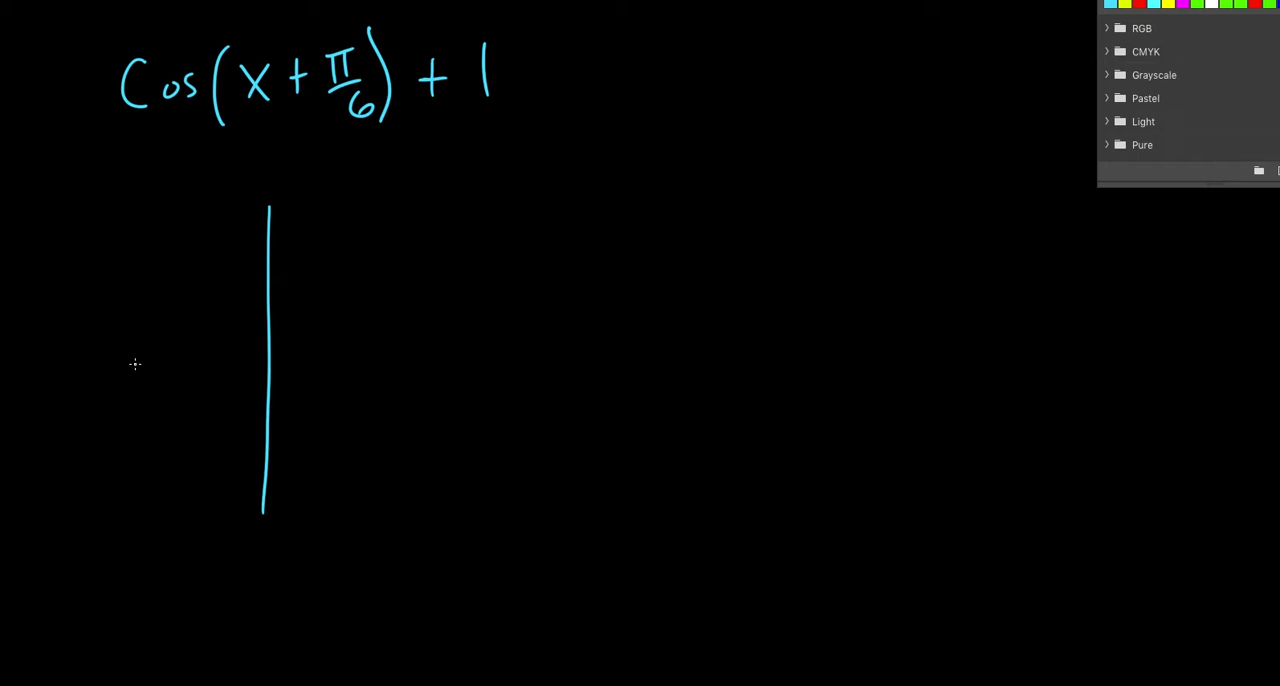 Cos(x + π/6) + 1
RGB
CMYK
Grayscale
Pastel
Light
Pure